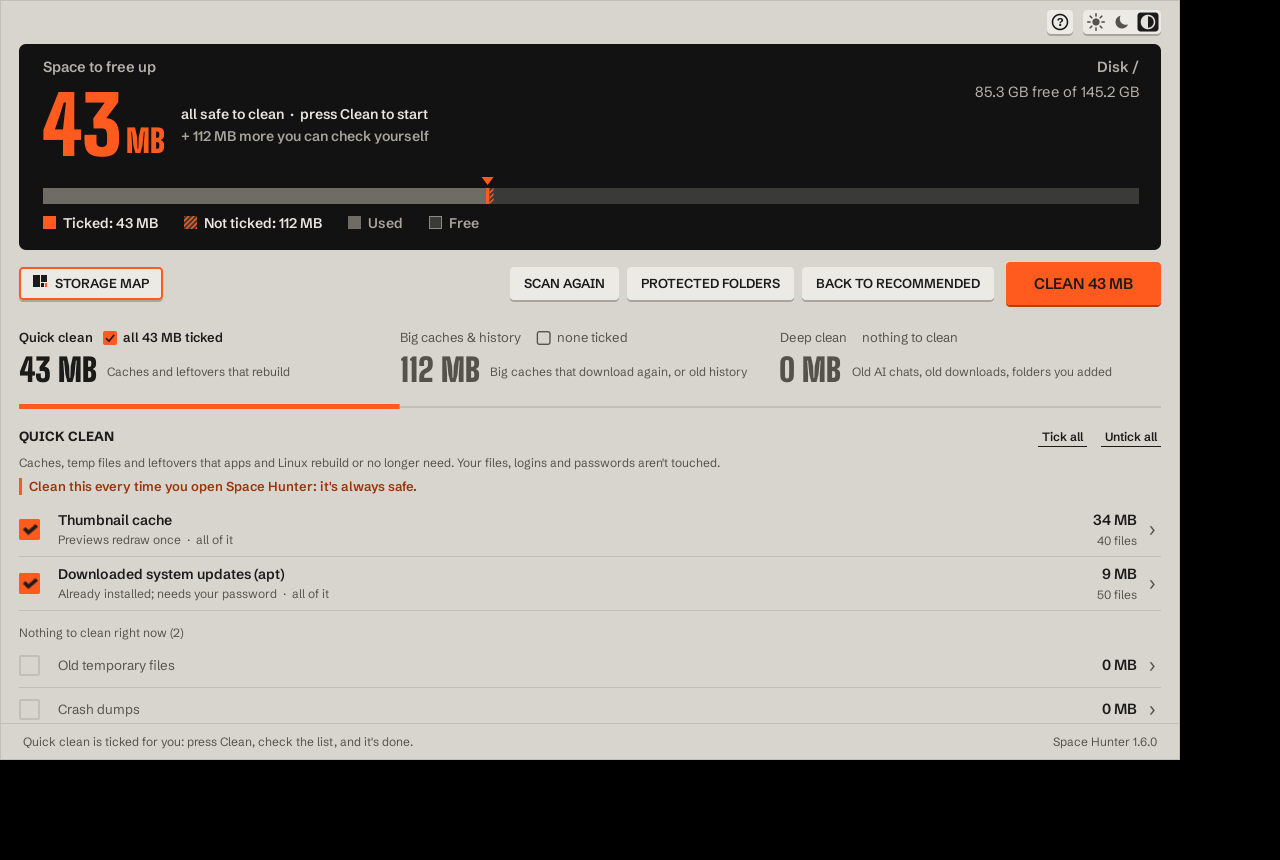 Space to free up
Disk /
85.3 GB free of 145.2 GB
43 MB
all safe to clean · press Clean to start
+ 112 MB more you can check yourself
Ticked: 43 MB
Not ticked: 112 MB
Used
Free
STORAGE MAP
SCAN AGAIN
PROTECTED FOLDERS
BACK TO RECOMMENDED
CLEAN 43 MB
Quick clean
all 43 MB ticked
43 MB
Caches and leftovers that rebuild
Big caches & history
none ticked
112 MB
Big caches that download again, or old history
Deep clean
nothing to clean
0 MB
Old AI chats, old downloads, folders you added
QUICK CLEAN
Tick all
Untick all
Caches, temp files and leftovers that apps and Linux rebuild or no longer need. Your files, logins and passwords aren't touched.
Clean this every time you open Space Hunter: it's always safe.
Thumbnail cache
34 MB
Previews redraw once · all of it
40 files
Downloaded system updates (apt)
9 MB
Already installed; needs your password · all of it
50 files
Nothing to clean right now (2)
Old temporary files
0 MB
Crash dumps
0 MB
Quick clean is ticked for you: press Clean, check the list, and it's done.
Space Hunter 1.6.0